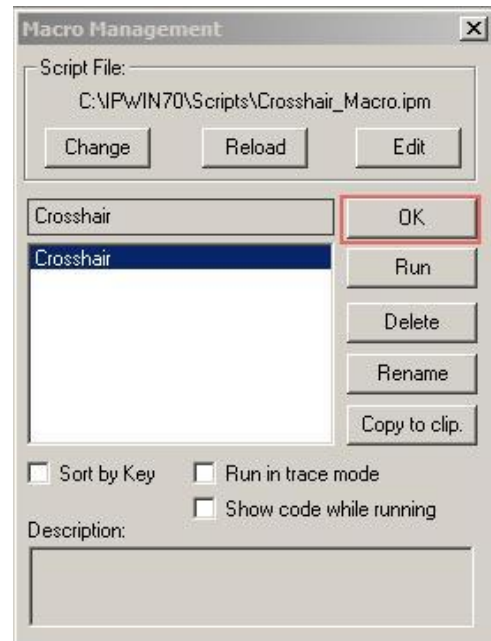 Macro Management
Script File:
C:\IPWIN70\Scripts\Crosshair_Macro.ipm
Change
Reload
Edit
Crosshair
OK
Crosshair
Run
Delete
Rename
Copy to clip.
Sort by Key
Run in trace mode
Show code while running
Description: